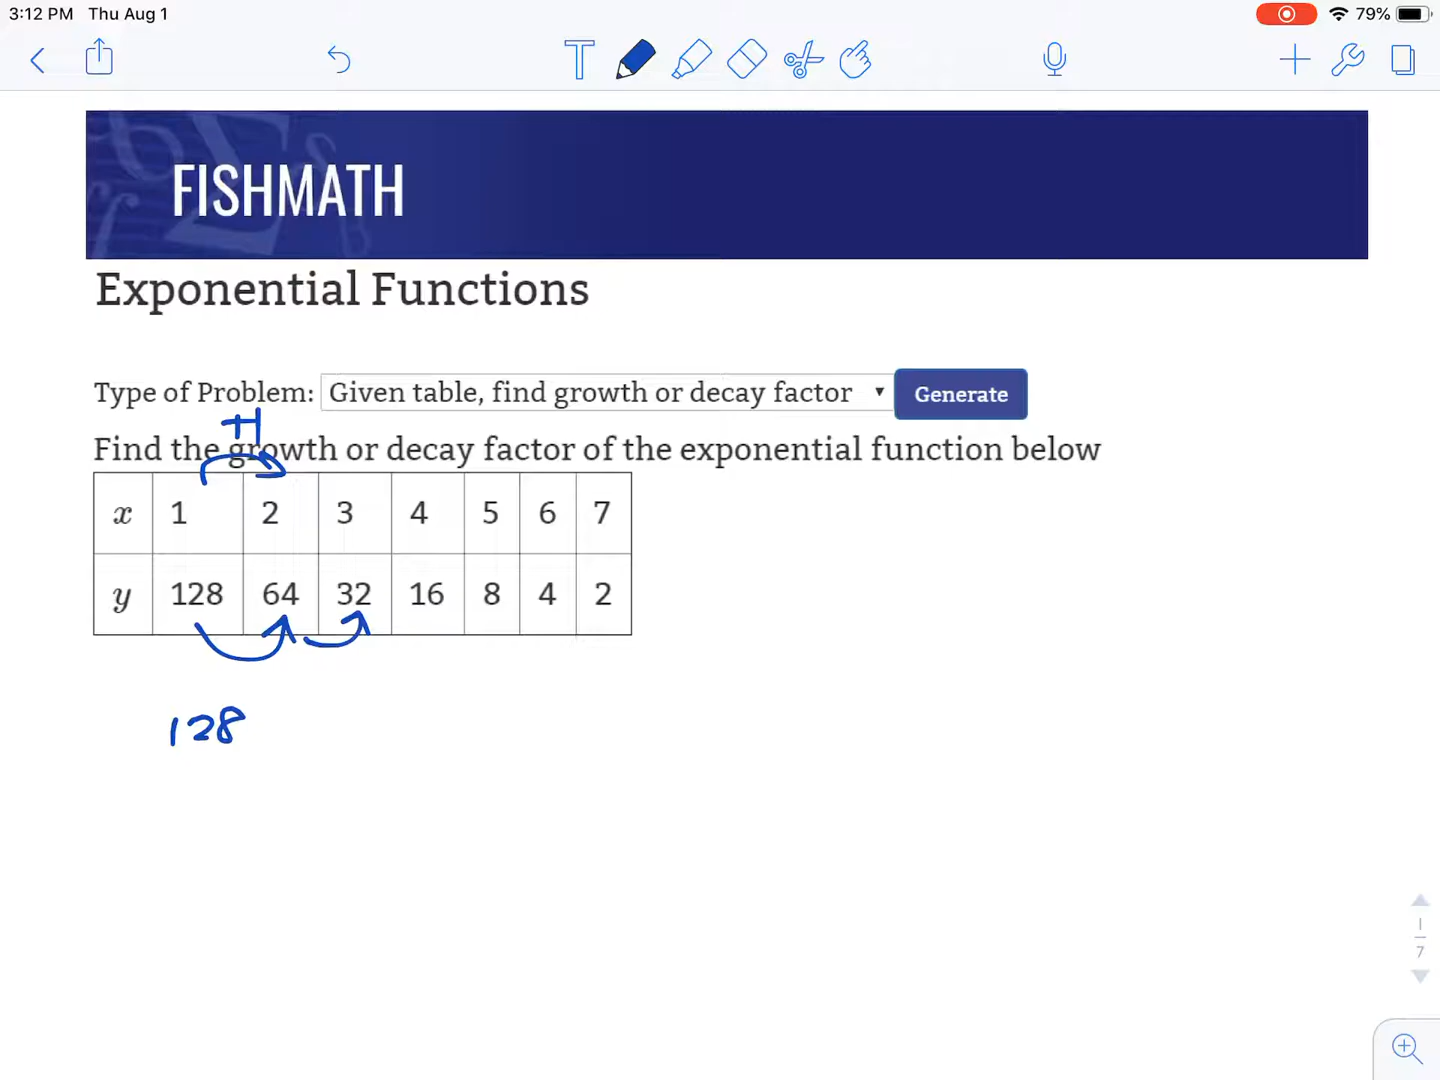 3:12 PM Thu Aug 1 79%
T
FISHMATH
Exponential Functions
Type of Problem: Given table, find growth or decay factor Generate
+1
Find the growth or decay factor of the exponential function below
x 1 2 3 4 5 6 7
y 128 64 32 16 8 4 2
128
1
7